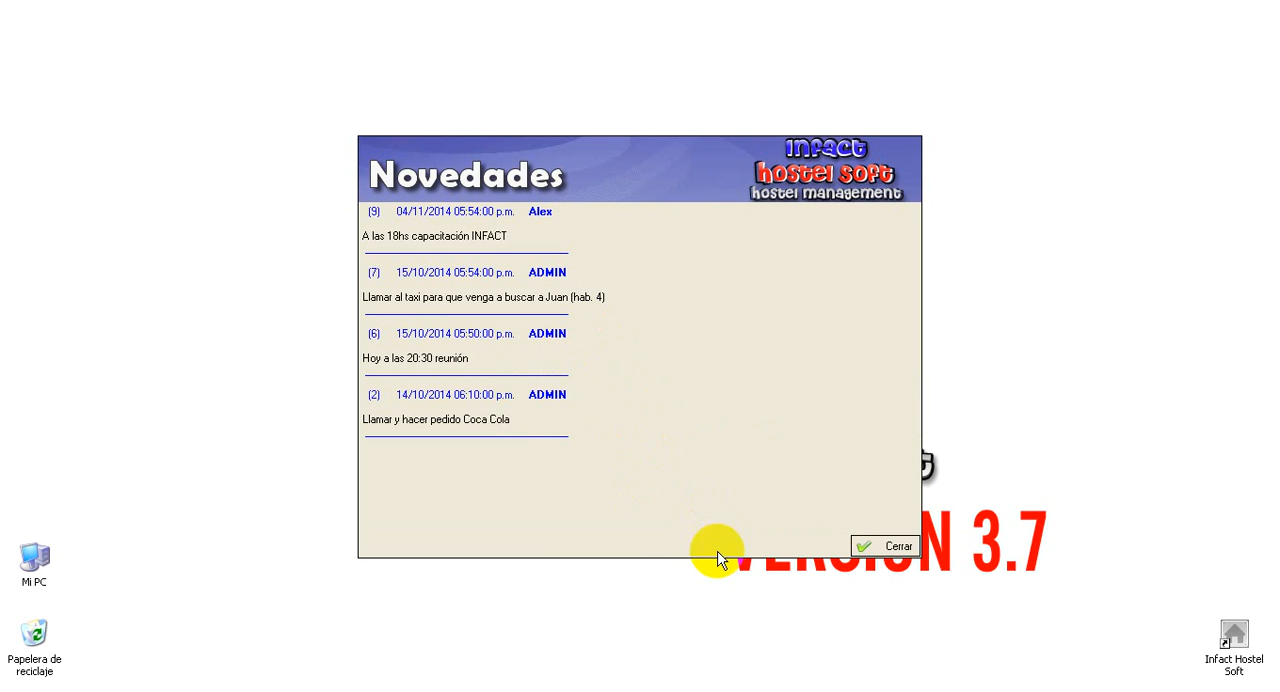 Novedades
infact
hostel soft
hostel management
(9) 04/11/2014 05:54:00 p.m. Alex
A las 18hs capacitación INFACT
(7) 15/10/2014 05:54:00 p.m. ADMIN
Llamar al taxi para que venga a buscar a Juan (hab. 4)
(6) 15/10/2014 05:50:00 p.m. ADMIN
Hoy a las 20:30 reunión
(2) 14/10/2014 06:10:00 p.m. ADMIN
Llamar y hacer pedido Coca Cola
Cerrar
VERSION 3.7
Mi PC
Papelera de
reciclaje
Infact Hostel
Soft